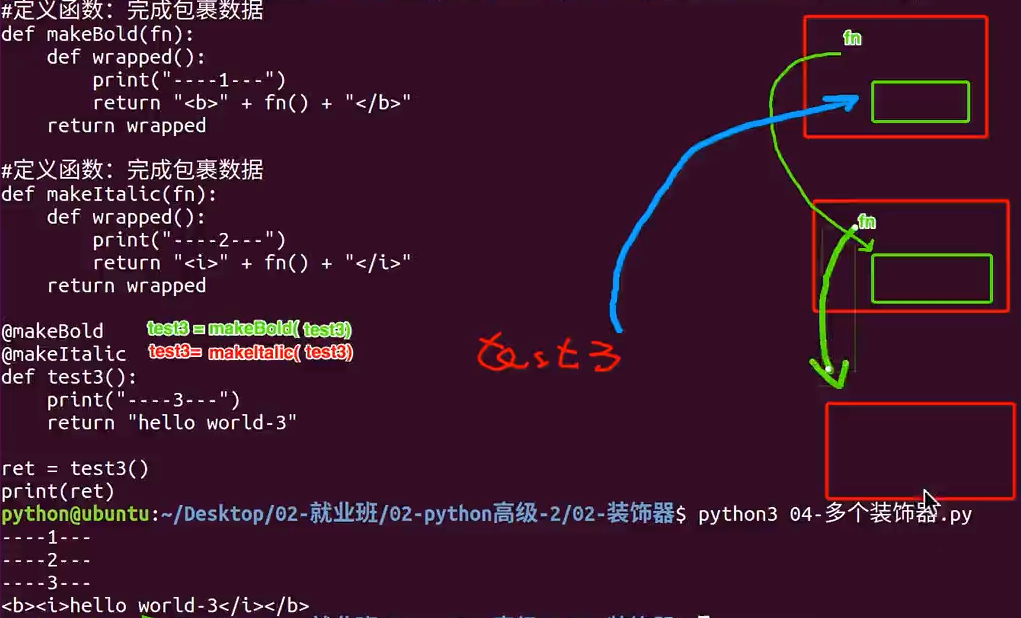 #定义函数：完成包裹数据
def makeBold(fn):
    def wrapped():
        print("----1---")
        return "<b>" + fn() + "</b>"
    return wrapped
#定义函数：完成包裹数据
def makeItalic(fn):
    def wrapped():
        print("----2---")
        return "<i>" + fn() + "</i>"
    return wrapped
@makeBold test3 = makeBold( test3)
@makeItalic test3= makeItalic( test3)
def test3():
    print("----3---")
    return "hello world-3"
ret = test3()
print(ret)
python@ubuntu:~/Desktop/02-就业班/02-python高级-2/02-装饰器$ python3 04-多个装饰器.py
----1---
----2---
----3---
<b><i>hello world-3</i></b>
fn
fn
test3